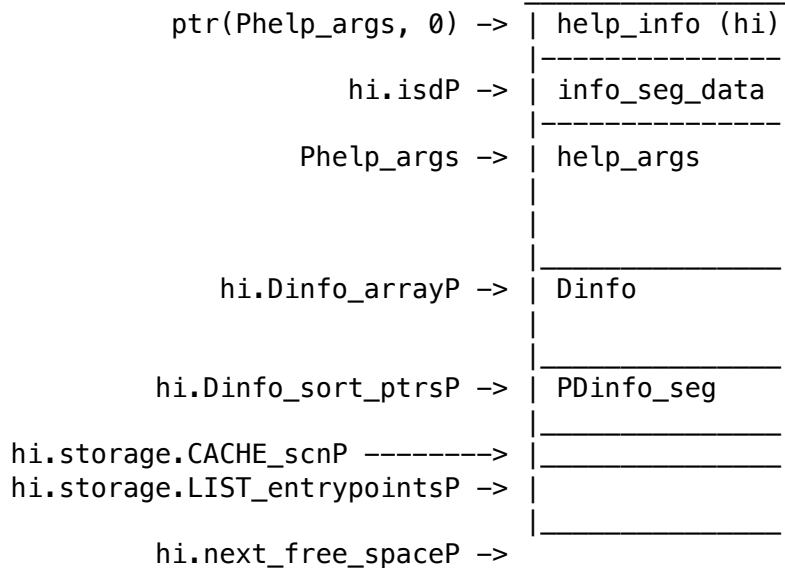 ptr(Phelp_args, 0) -> | help_info (hi)
hi.isdP -> | info_seg_data
Phelp_args -> | help_args
hi.Dinfo_arrayP -> | Dinfo
hi.Dinfo_sort_ptrsP -> | PDinfo_seg
hi.storage.CACHE_scnP --------> |
hi.storage.LIST_entrypointsP -> |
hi.next_free_spaceP ->